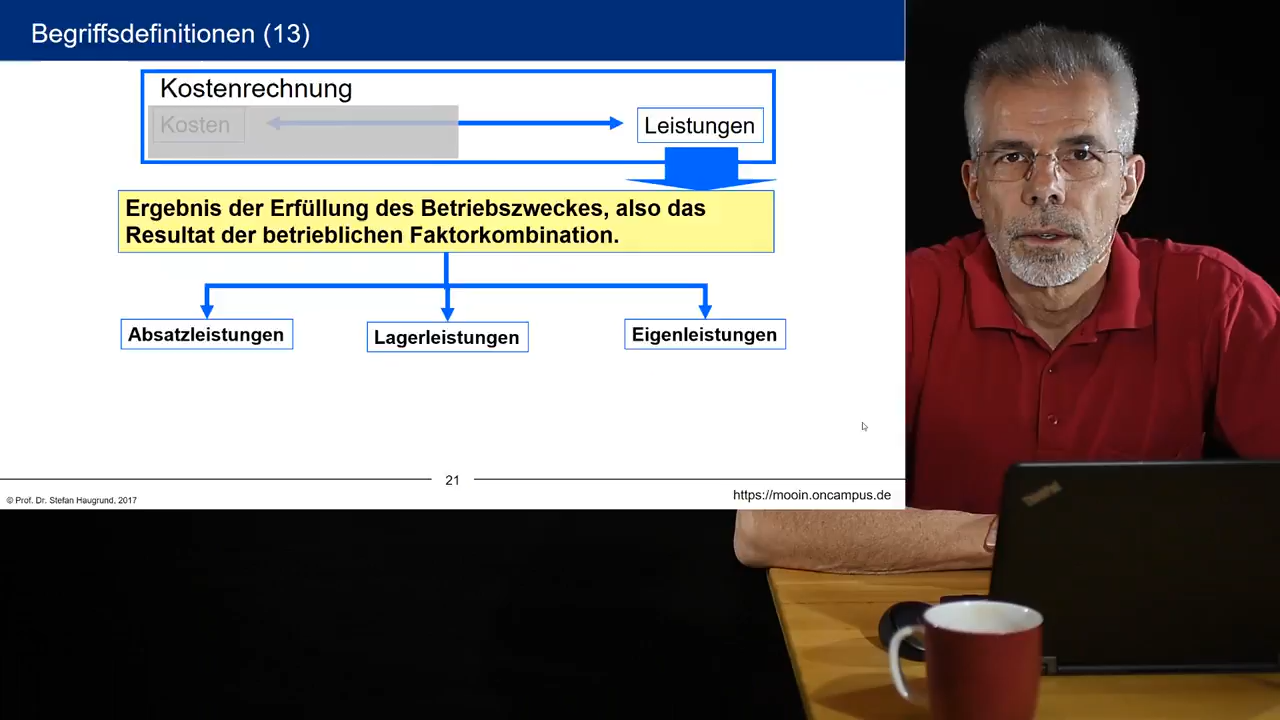 Begriffsdefinitionen (13)
Kostenrechnung
Kosten
Leistungen
Ergebnis der Erfüllung des Betriebszweckes, also das
Resultat der betrieblichen Faktorkombination.
Absatzleistungen
Lagerleistungen
Eigenleistungen
21
© Prof. Dr. Stefan Haugrund, 2017
https://mooin.oncampus.de